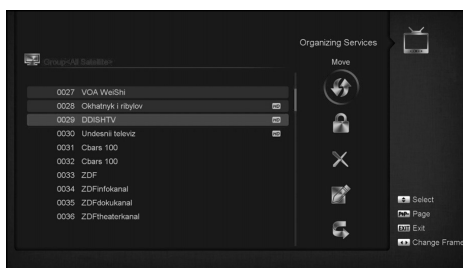 Organizing Services
Group<All Satellite>
Move
0027 VOA WeiShi
0028 Okhatnyk i ribylov
0029 DDISHTV
0030 Undesnii televiz
0031 Cbars 100
0032 Cbars 100
0033 ZDF
0034 ZDFinfokanal
0035 ZDFdokukanal
0036 ZDFtheaterkanal
Select
Page
EXIT Exit
Change Frame